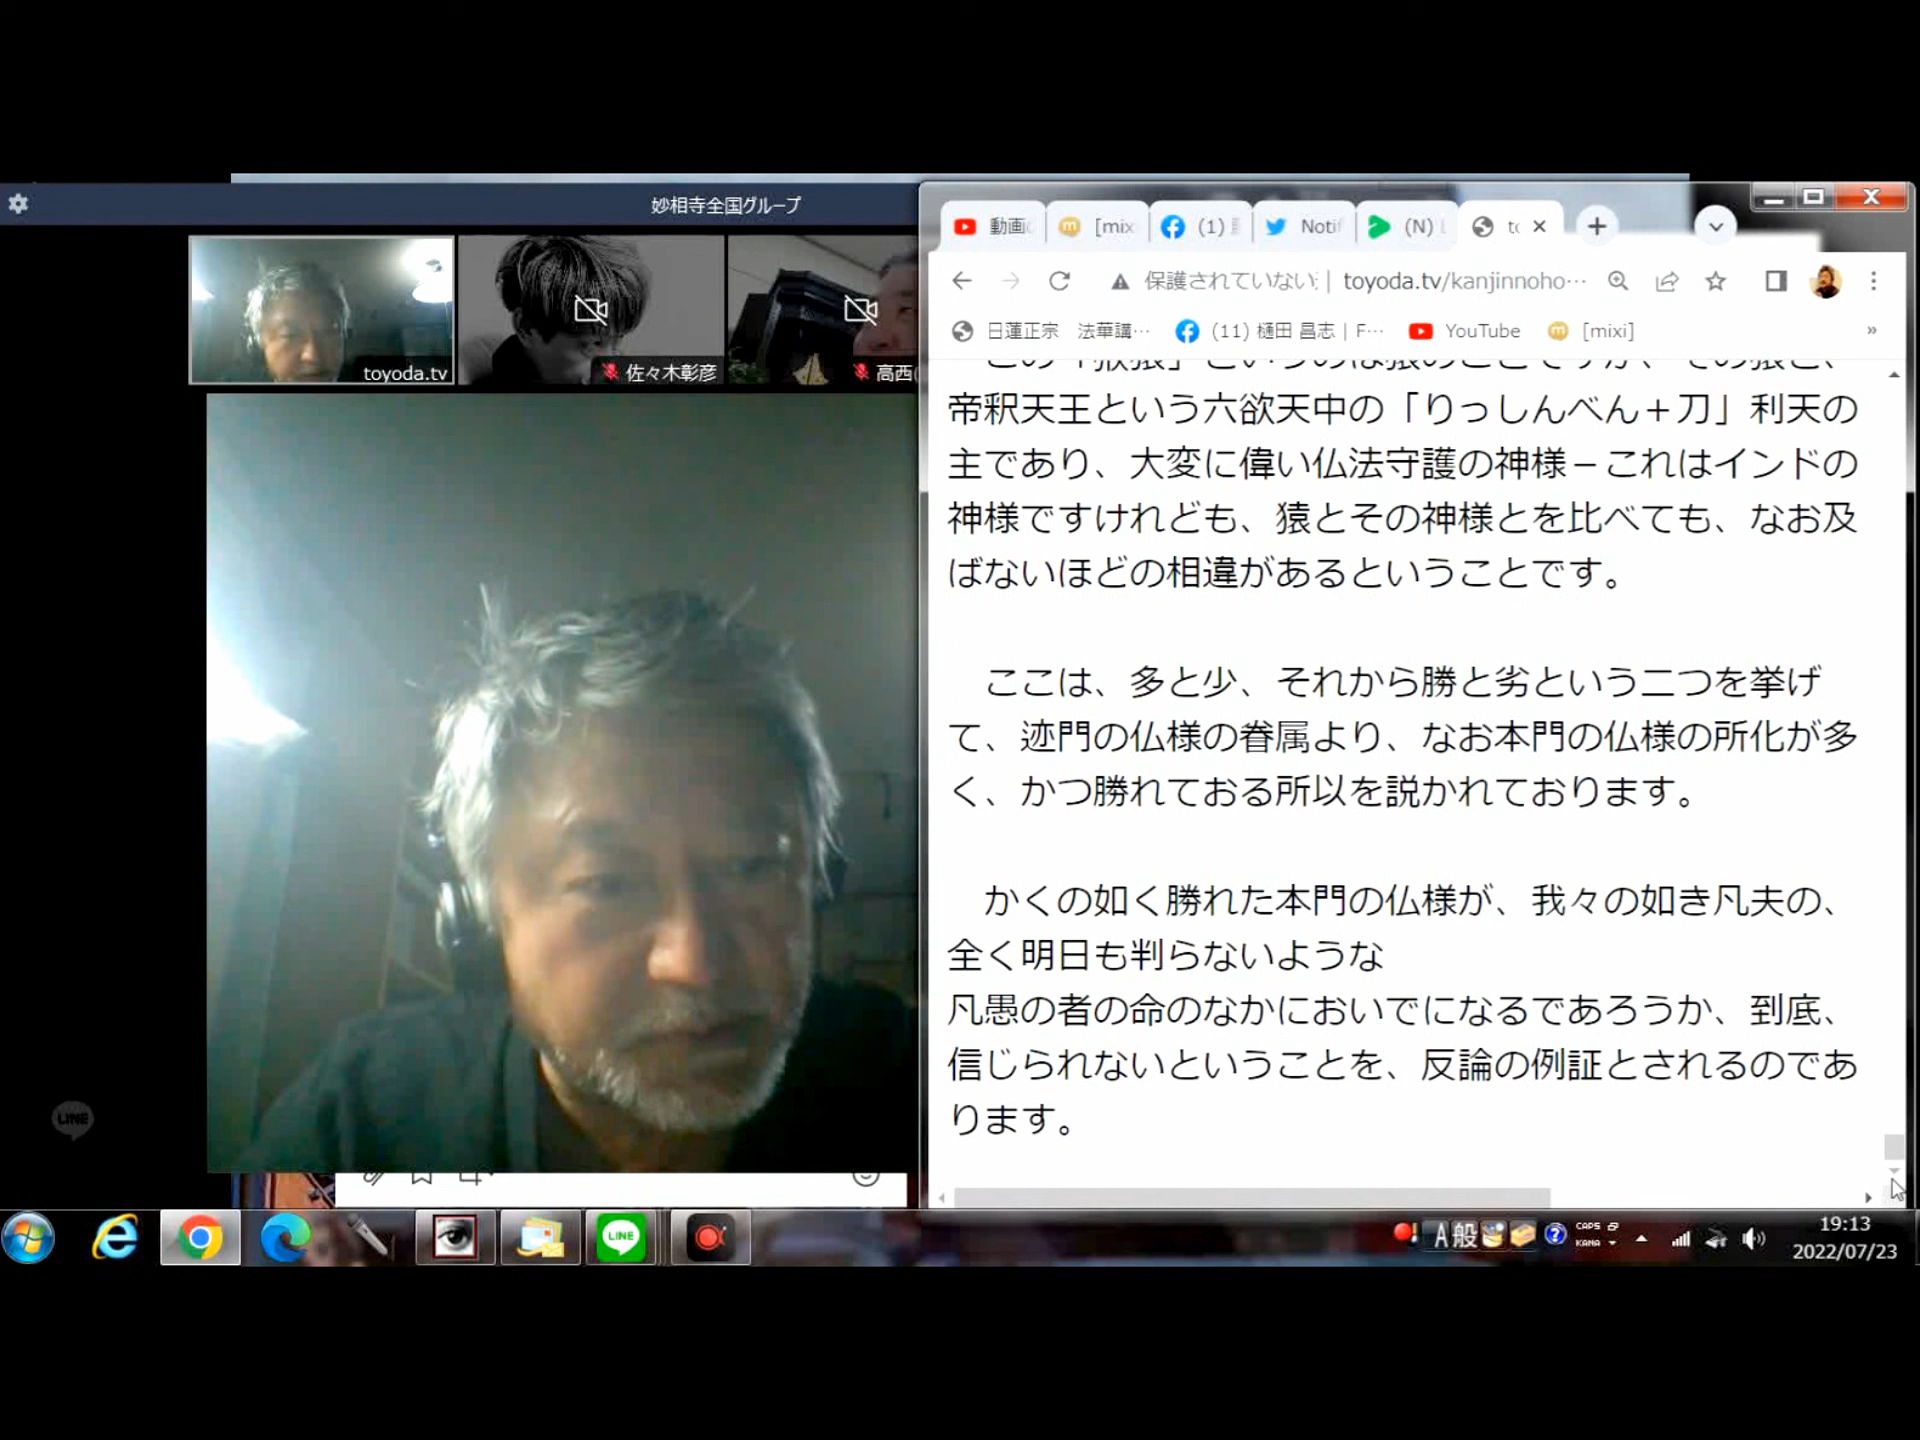 妙相寺全国グループ
toyoda.tv
佐々木彰彦
高西
動画
[mix
(1)
Notif
(N)
保護されていない
toyoda.tv/kanjinnoho…
日蓮正宗 法華講…
(11) 樋田 昌志 | F…
YouTube
[mixi]
»
帝釈天王という六欲天中の「りっしんべん＋刀」利天の
主であり、大変に偉い仏法守護の神様－これはインドの
神様ですけれども、猿とその神様とを比べても、なお及
ばないほどの相違があるということです。
ここは、多と少、それから勝と劣という二つを挙げ
て、迹門の仏様の眷属より、なお本門の仏様の所化が多
く、かつ勝れておる所以を説かれております。
かくの如く勝れた本門の仏様が、我々の如き凡夫の、
全く明日も判らないような
凡愚の者の命のなかにおいでになるであろうか、到底、
信じられないということを、反論の例証とされるのであ
ります。
LINE
LINE
A 般
CAPS
KANA
19:13
2022/07/23